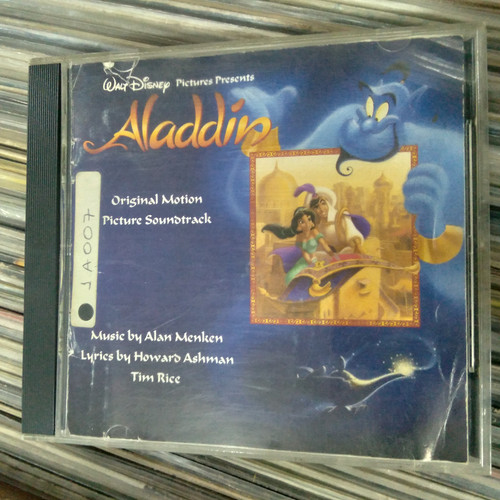 WALT DISNEY Pictures Presents
Aladdin
Original Motion
Picture Soundtrack
JA007
Music by Alan Menken
Lyrics by Howard Ashman
Tim Rice